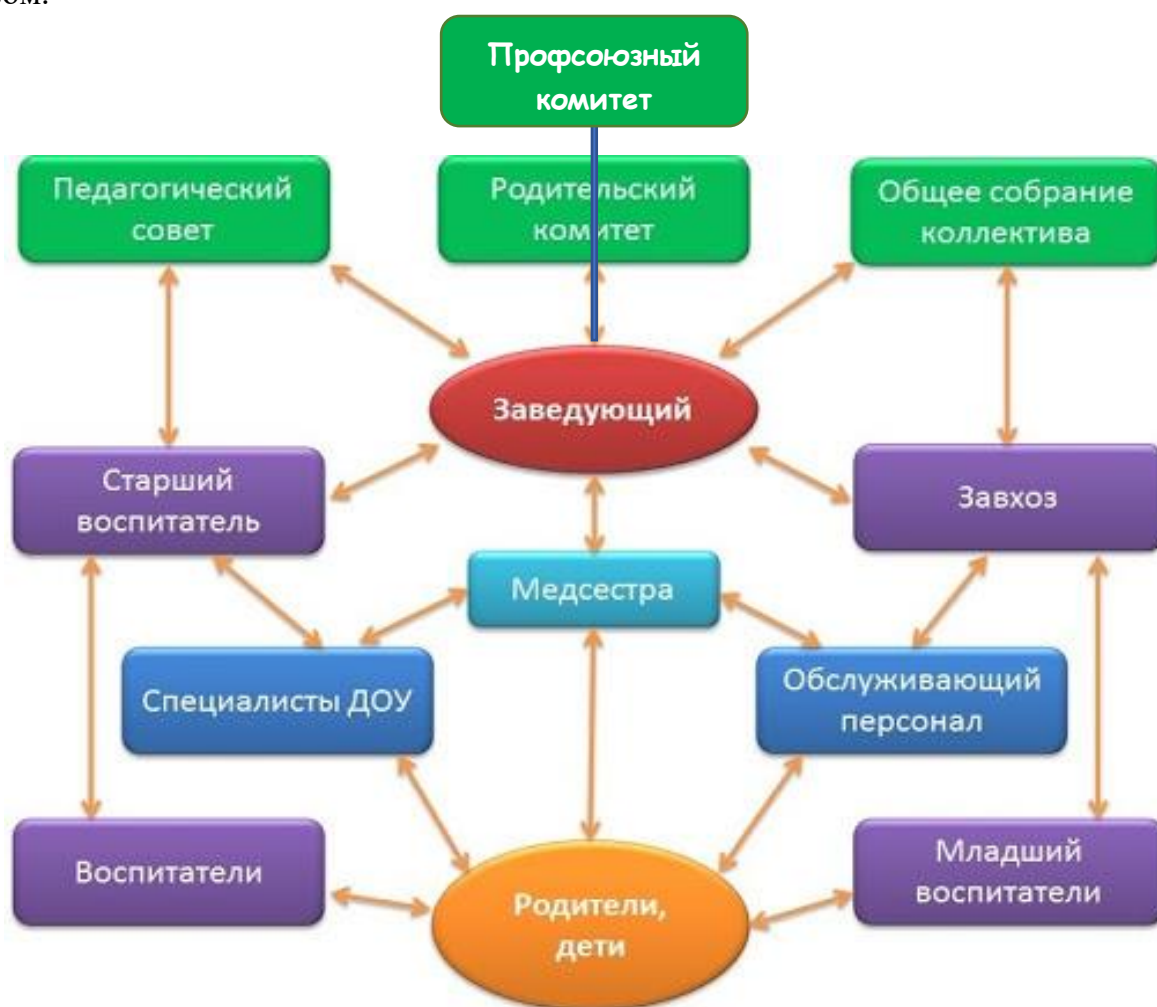 Профсоюзный
комитет
Педагогический
совет
Родительский
комитет
Общее собрание
коллектива
Заведующий
Старший
воспитатель
Завхоз
Медсестра
Специалисты ДОУ
Обслуживающий
персонал
Воспитатели
Младший
воспитатели
Родители,
дети